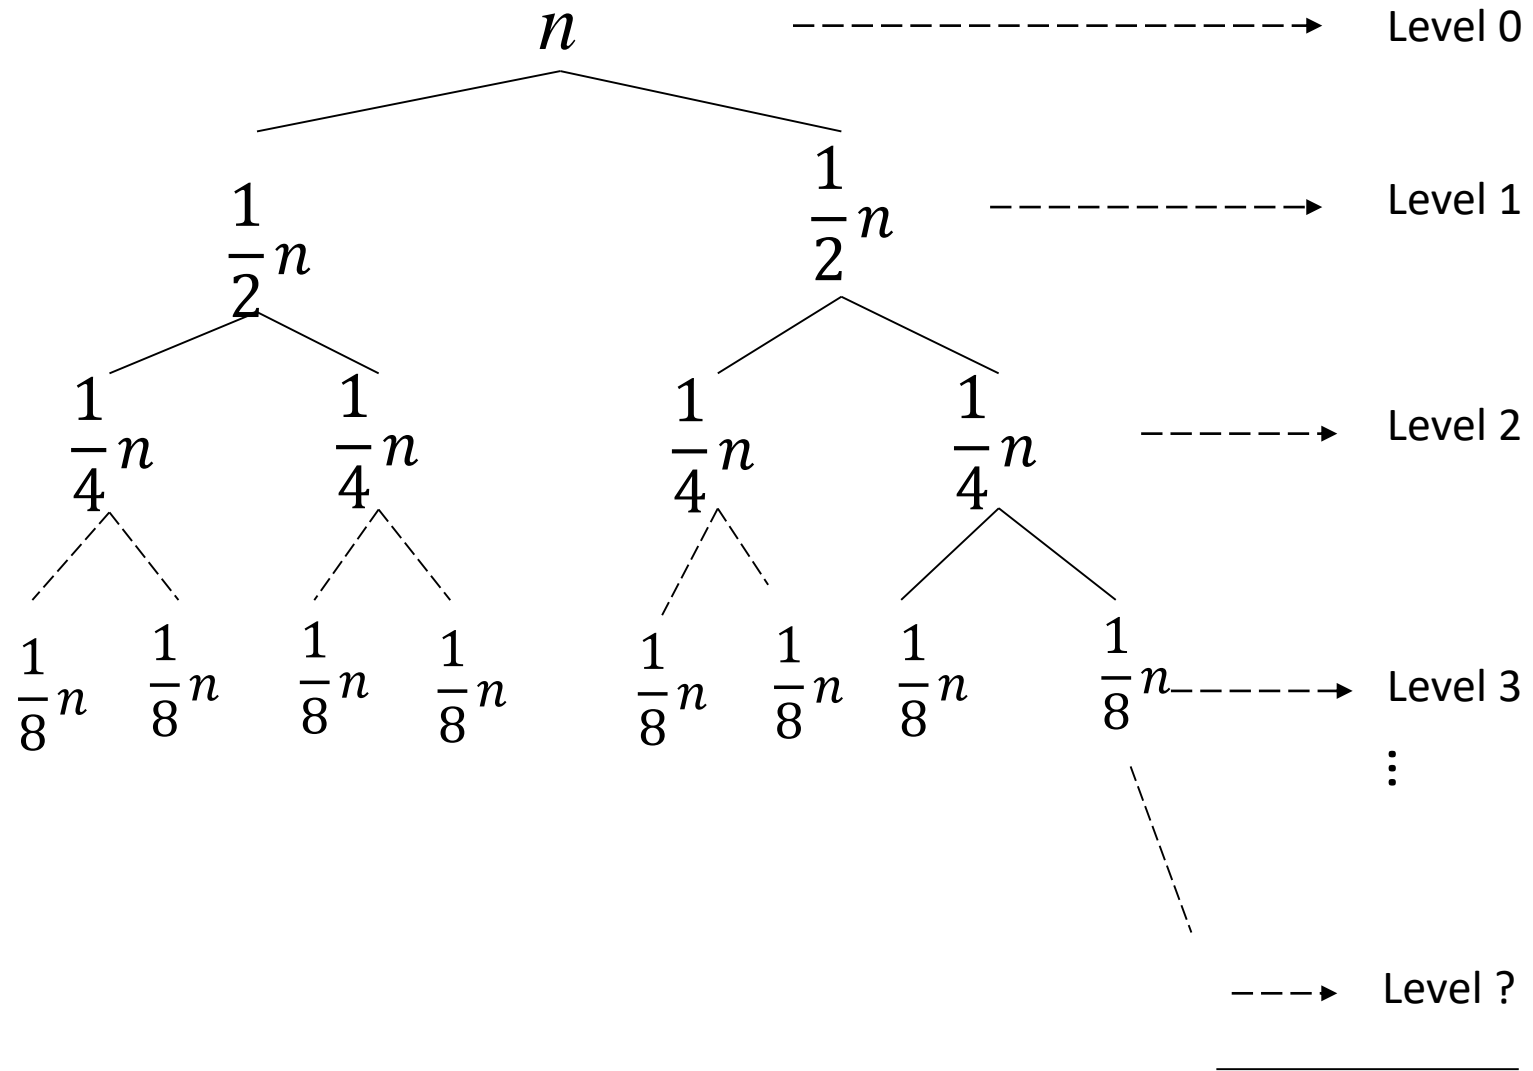 n Level 0
1/2 n 1/2 n Level 1
1/4 n 1/4 n 1/4 n 1/4 n Level 2
1/8 n 1/8 n 1/8 n 1/8 n 1/8 n 1/8 n 1/8 n 1/8 n Level 3
⋮
Level ?